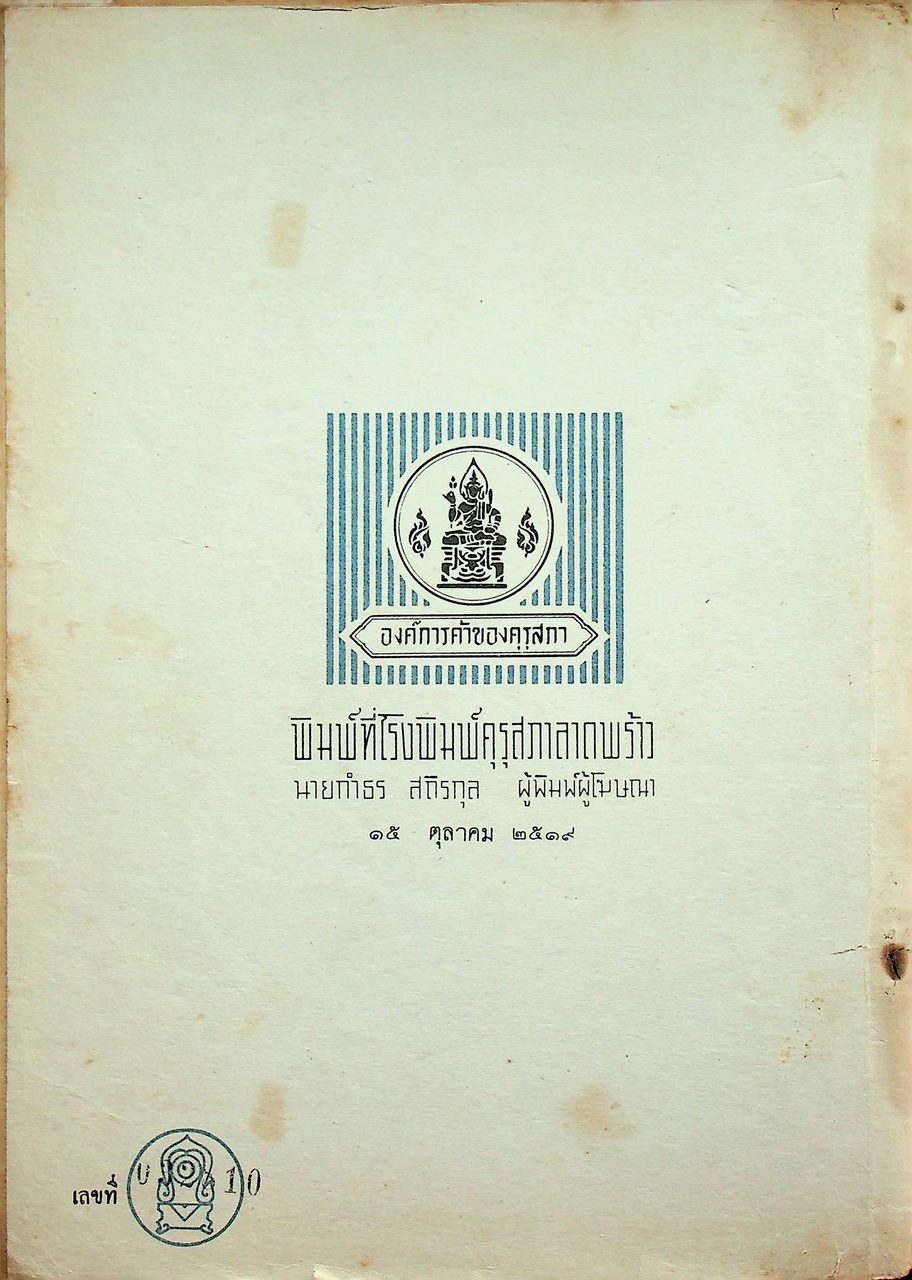 องค์การค้าของคุรุสภา
พิมพ์ที่โรงพิมพ์คุรุสภาลาดพร้าว
นายกำธร สถิรกุล ผู้พิมพ์ผู้โฆษณา
๑๕ ตุลาคม ๒๕๑๙
เลขที่